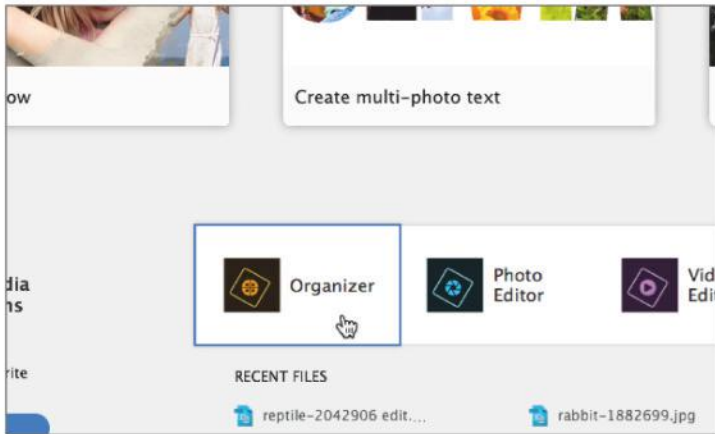 ow
Create multi-photo text
dia
ns
Organizer
Photo
Editor
Vid
Edit
rite
RECENT FILES
reptile-2042906 edit....
rabbit-1882699.jpg